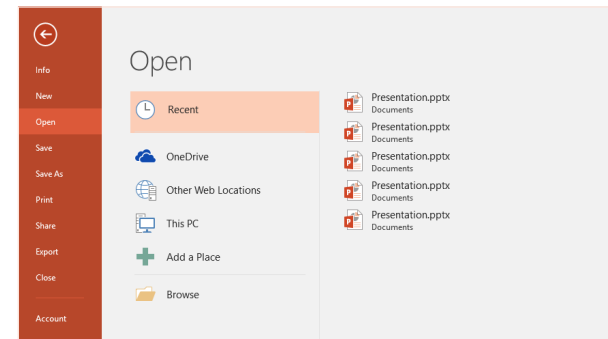 Info
New
Open
Save
Save As
Print
Share
Export
Close
Account
Open
Recent
OneDrive
Other Web Locations
This PC
Add a Place
Browse
Presentation.pptx
Documents
Presentation.pptx
Documents
Presentation.pptx
Documents
Presentation.pptx
Documents
Presentation.pptx
Documents